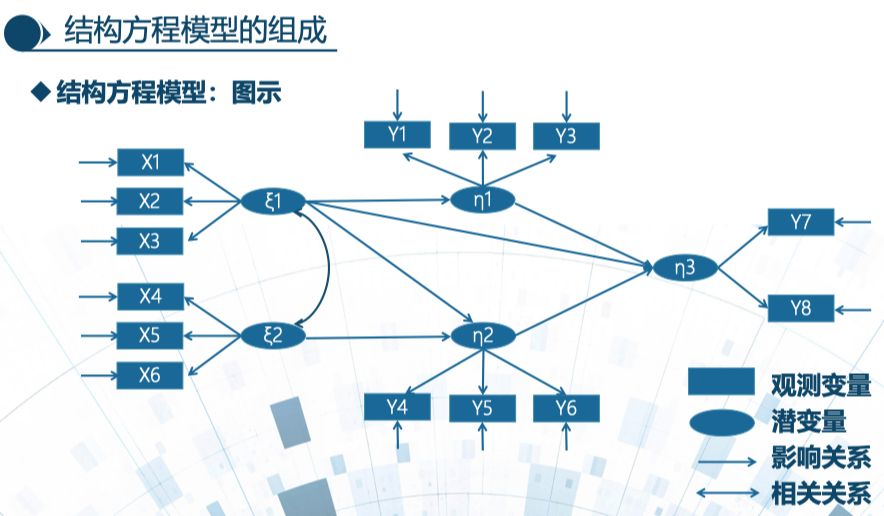 结构方程模型的组成
结构方程模型：图示
Y1 Y2 Y3
X1
X2
X3
ξ1
η1
Y7
η3
X4
X5
X6
ξ2
η2
Y8
Y4 Y5 Y6
观测变量
潜变量
影响关系
相关关系